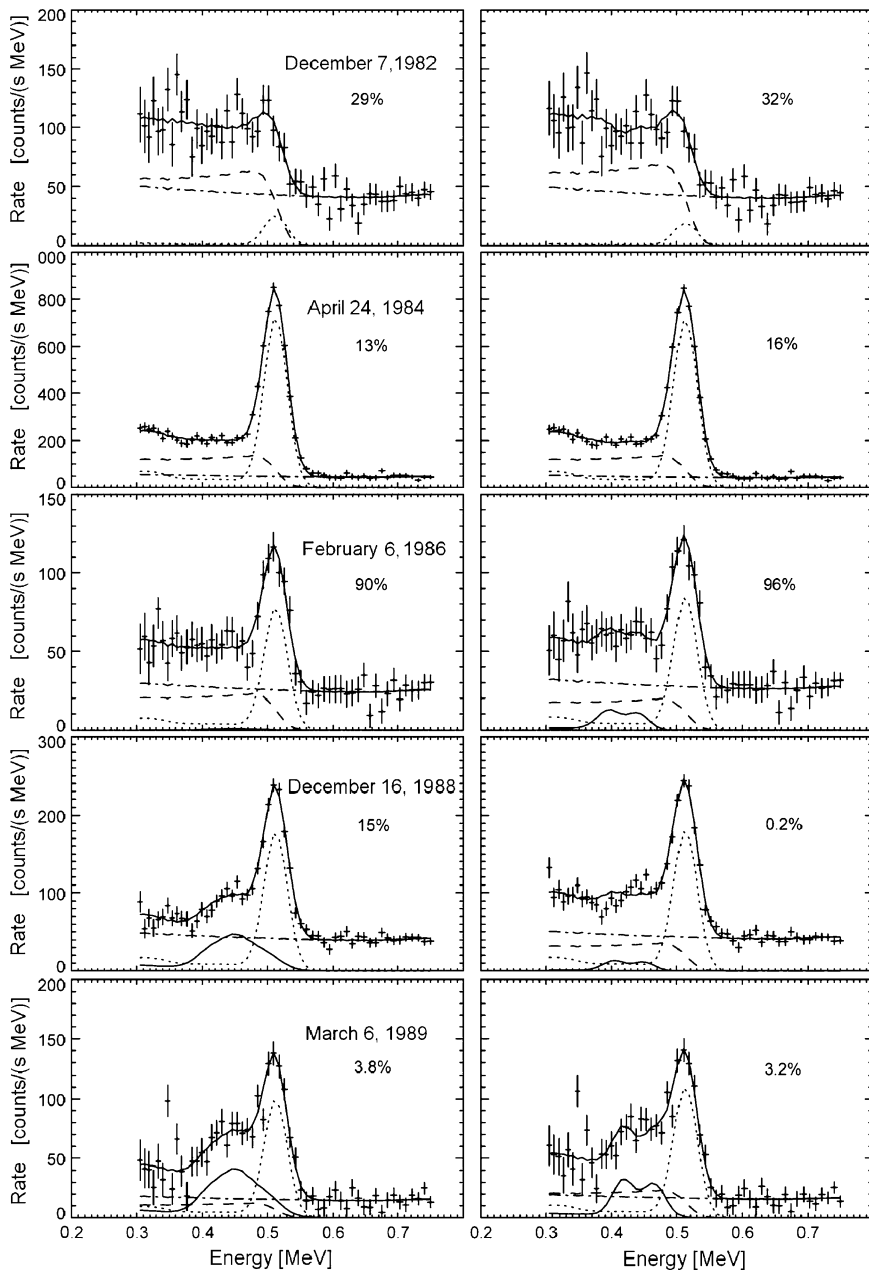 200
150
100
50
0
Rate [counts/(s MeV)]
December 7, 1982
29%
32%
000
800
600
400
200
0
Rate [counts/(s MeV)]
April 24, 1984
13%
16%
150
100
50
0
Rate [counts/(s MeV)]
February 6, 1986
90%
96%
300
200
100
0
Rate [counts/(s MeV)]
December 16, 1988
15%
0.2%
200
150
100
50
0
Rate [counts/(s MeV)]
March 6, 1989
3.8%
3.2%
0.2 0.3 0.4 0.5 0.6 0.7 0.2 0.3 0.4 0.5 0.6 0.7
Energy [MeV] Energy [MeV]